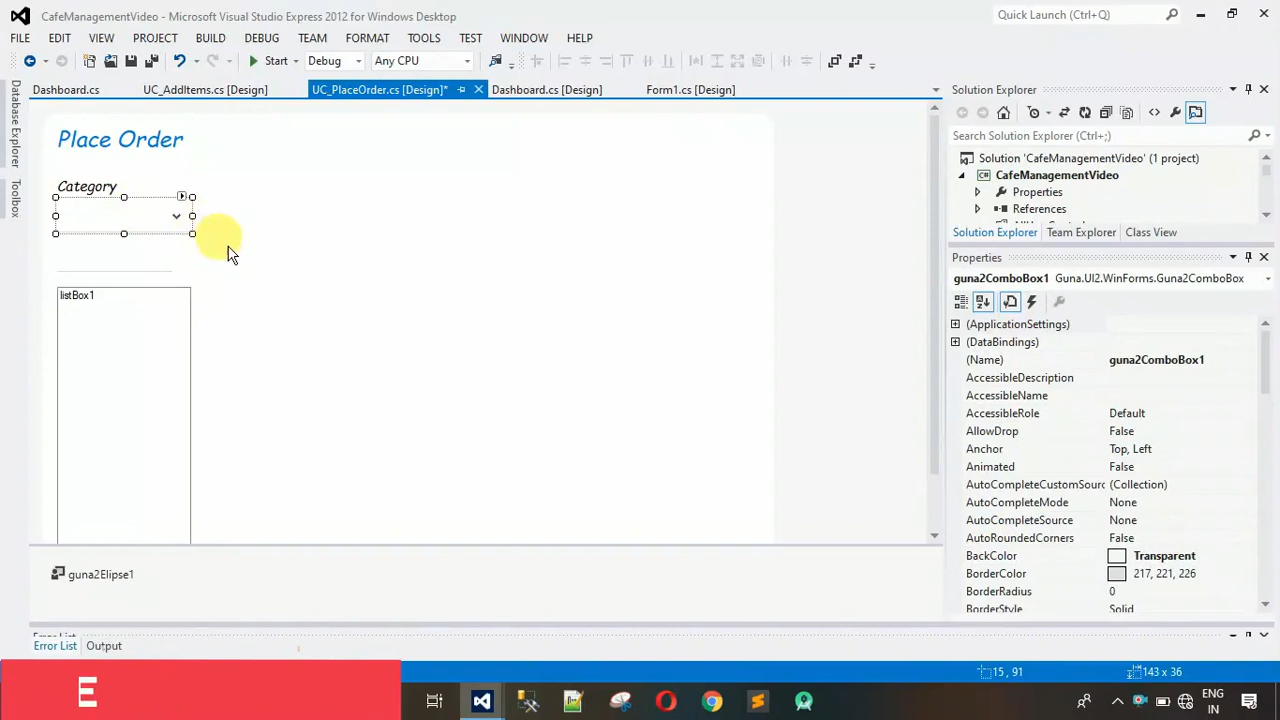 CafeManagementVideo - Microsoft Visual Studio Express 2012 for Windows Desktop
Quick Launch (Ctrl+Q)
FILE EDIT VIEW PROJECT BUILD DEBUG TEAM FORMAT TOOLS TEST WINDOW HELP
Start Debug Any CPU
Dashboard.cs UC_AddItems.cs [Design] UC_PlaceOrder.cs [Design]* Dashboard.cs [Design] Form1.cs [Design]
Database Explorer
Toolbox
Place Order
Category
listBox1
guna2Elipse1
Solution Explorer
Search Solution Explorer (Ctrl+;)
Solution 'CafeManagementVideo' (1 project)
C# CafeManagementVideo
Properties
References
Solution Explorer Team Explorer Class View
Properties
guna2ComboBox1 Guna.UI2.WinForms.Guna2ComboBox
(ApplicationSettings)
(DataBindings)
(Name) guna2ComboBox1
AccessibleDescription
AccessibleName
AccessibleRole Default
AllowDrop False
Anchor Top, Left
Animated False
AutoCompleteCustomSourc (Collection)
AutoCompleteMode None
AutoCompleteSource None
AutoRoundedCorners False
BackColor Transparent
BorderColor 217, 221, 226
BorderRadius 0
BorderStyle Solid
Error List
Error List Output
15 , 91 143 x 36
E
ENG
IN